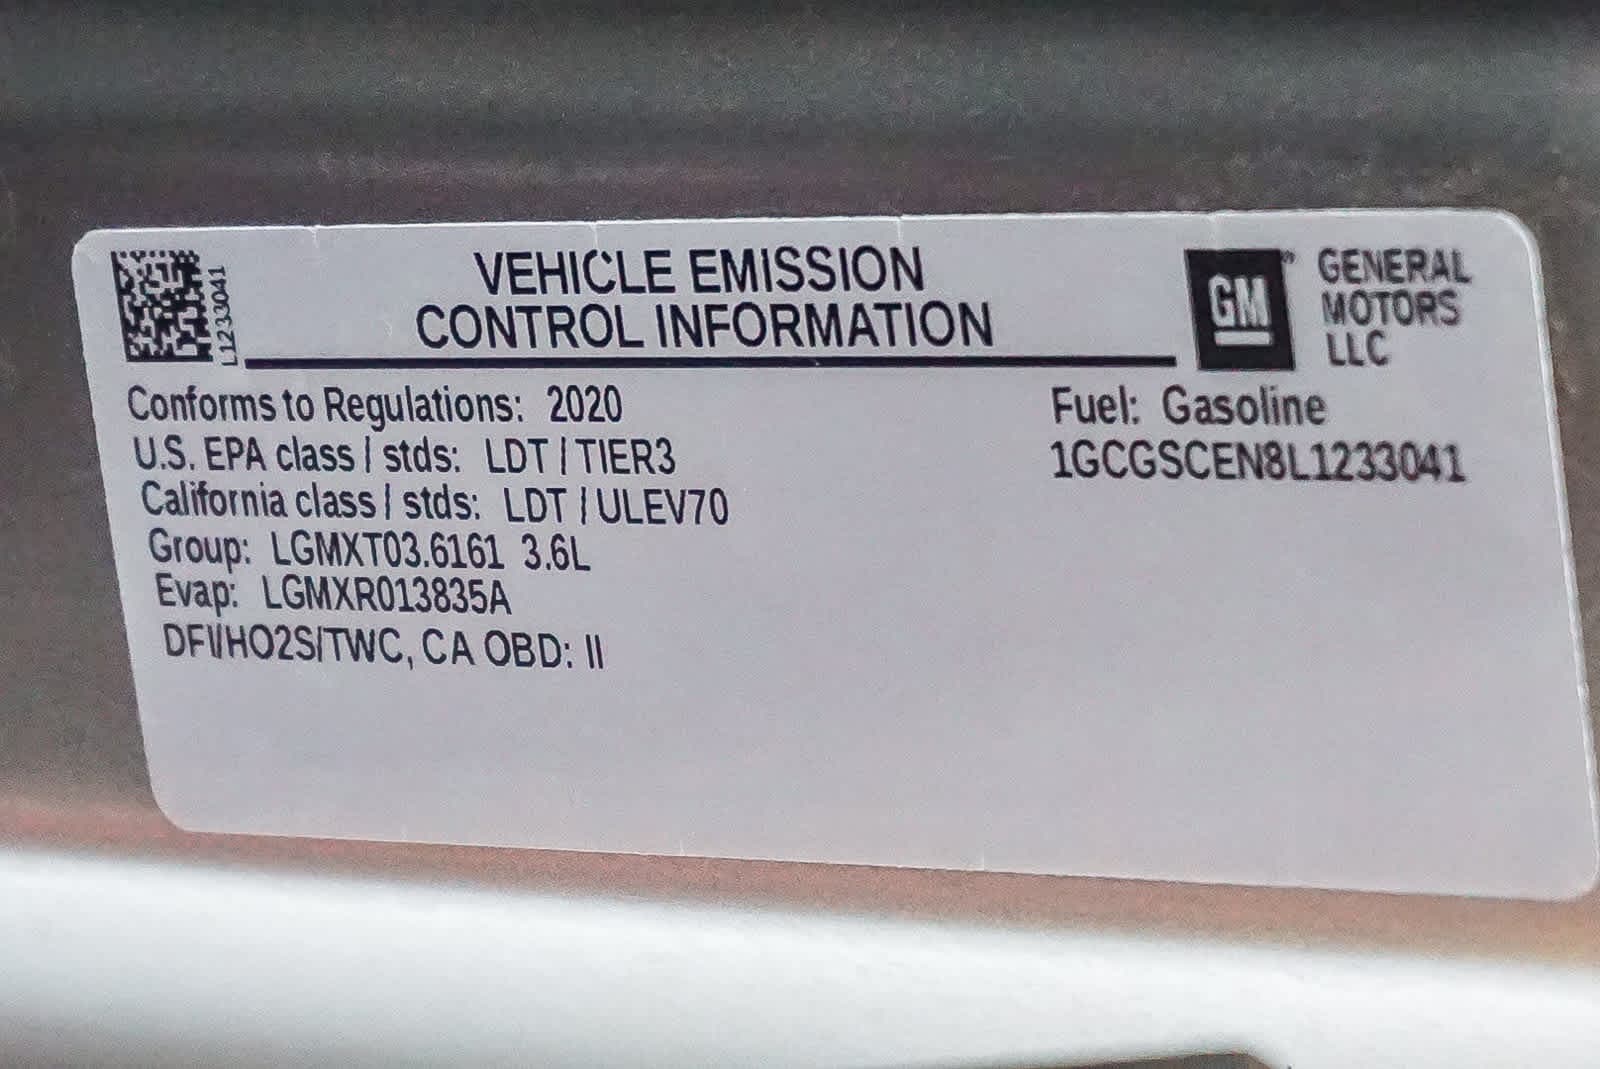 L1233041
VEHICLE EMISSION
CONTROL INFORMATION
GM
GENERAL
MOTORS
LLC
Conforms to Regulations: 2020
U.S. EPA class / stds: LDT / TIER3
California class / stds: LDT / ULEV70
Group: LGMXT03.6161 3.6L
Evap: LGMXR013835A
DFI/HO2S/TWC, CA OBD: II
Fuel: Gasoline
1GCGSCEN8L1233041